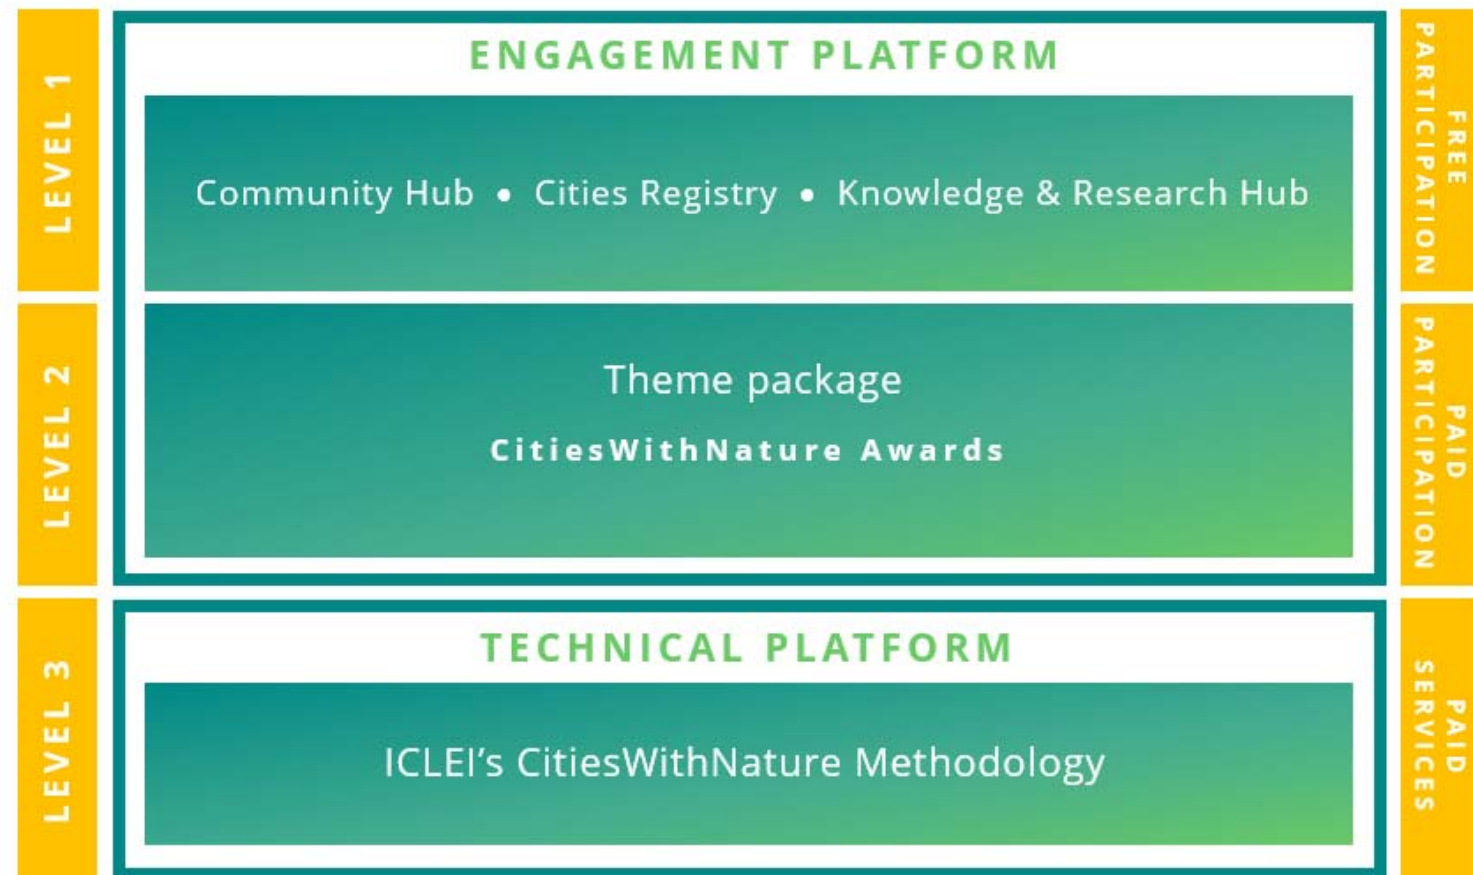 LEVEL 1
ENGAGEMENT PLATFORM
Community Hub • Cities Registry • Knowledge & Research Hub
FREE
PARTICIPATION
LEVEL 2
Theme package
CitiesWithNature Awards
PAID
PARTICIPATION
LEVEL 3
TECHNICAL PLATFORM
ICLEI’s CitiesWithNature Methodology
PAID
SERVICES